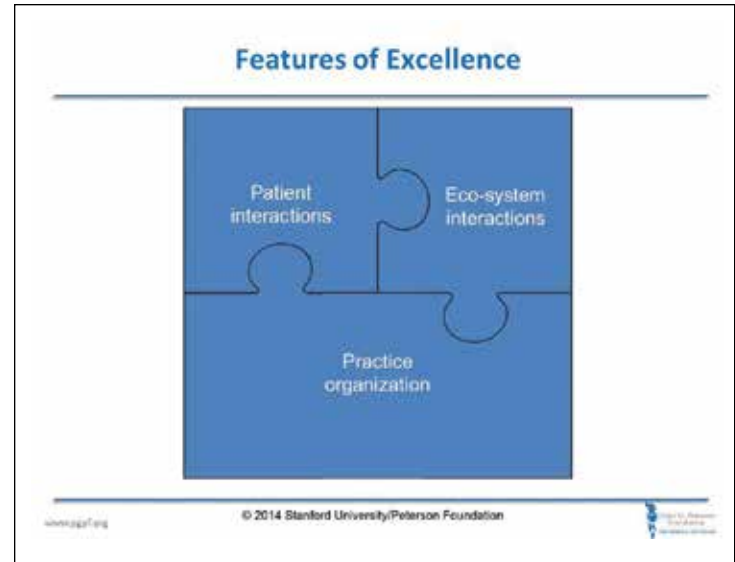 Features of Excellence
Patient
interactions
Eco-system
interactions
Practice
organization
© 2014 Stanford University/Peterson Foundation